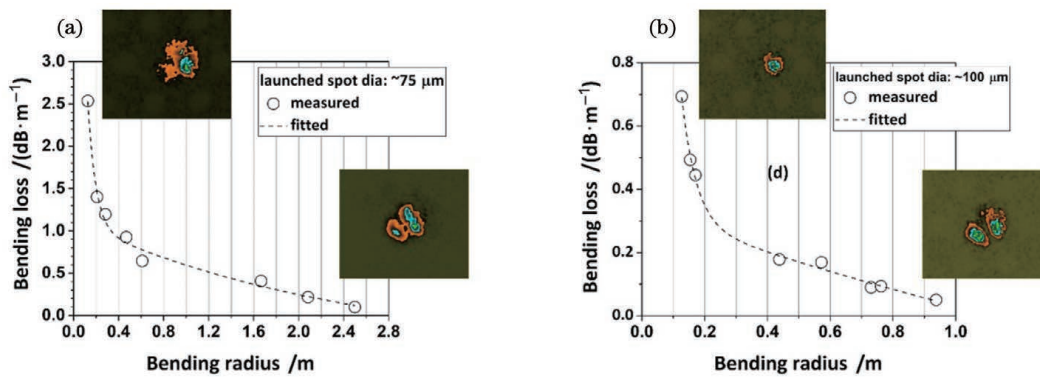 (a)
3.0
2.5
2.0
1.5
1.0
0.5
0.0
Bending loss /(dB·m⁻¹)
launched spot dia: ~75 μm
measured
fitted
0.0 0.4 0.8 1.2 1.6 2.0 2.4 2.8
Bending radius /m
(b)
0.8
0.6
0.4
0.2
0.0
Bending loss /(dB·m⁻¹)
launched spot dia: ~100 μm
measured
fitted
(d)
0.0 0.2 0.4 0.6 0.8 1.0
Bending radius /m